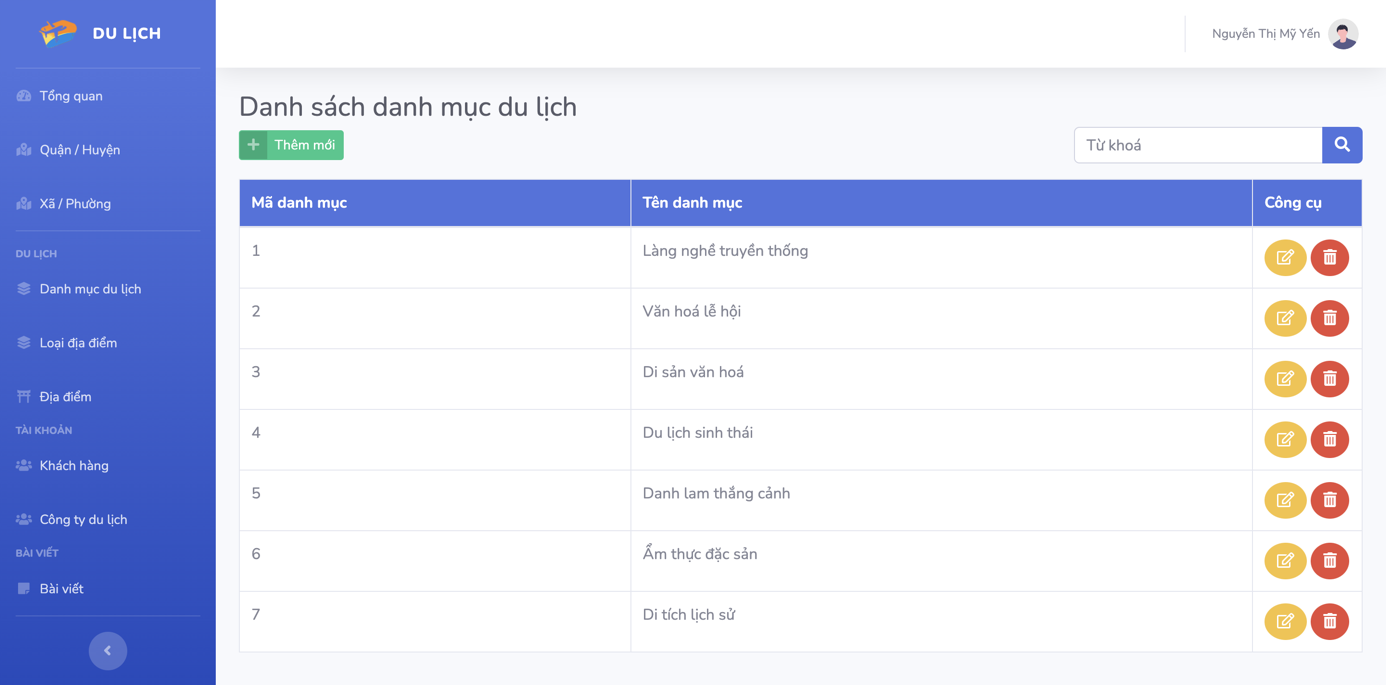 DU LỊCH
Tổng quan
Quận / Huyện
Xã / Phường
DU LỊCH
Danh mục du lịch
Loại địa điểm
Địa điểm
TÀI KHOẢN
Khách hàng
Công ty du lịch
BÀI VIẾT
Bài viết
Nguyễn Thị Mỹ Yến
Danh sách danh mục du lịch
Thêm mới
Từ khoá
Mã danh mục Tên danh mục Công cụ
1 Làng nghề truyền thống
2 Văn hoá lễ hội
3 Di sản văn hoá
4 Du lịch sinh thái
5 Danh lam thắng cảnh
6 Ẩm thực đặc sản
7 Di tích lịch sử